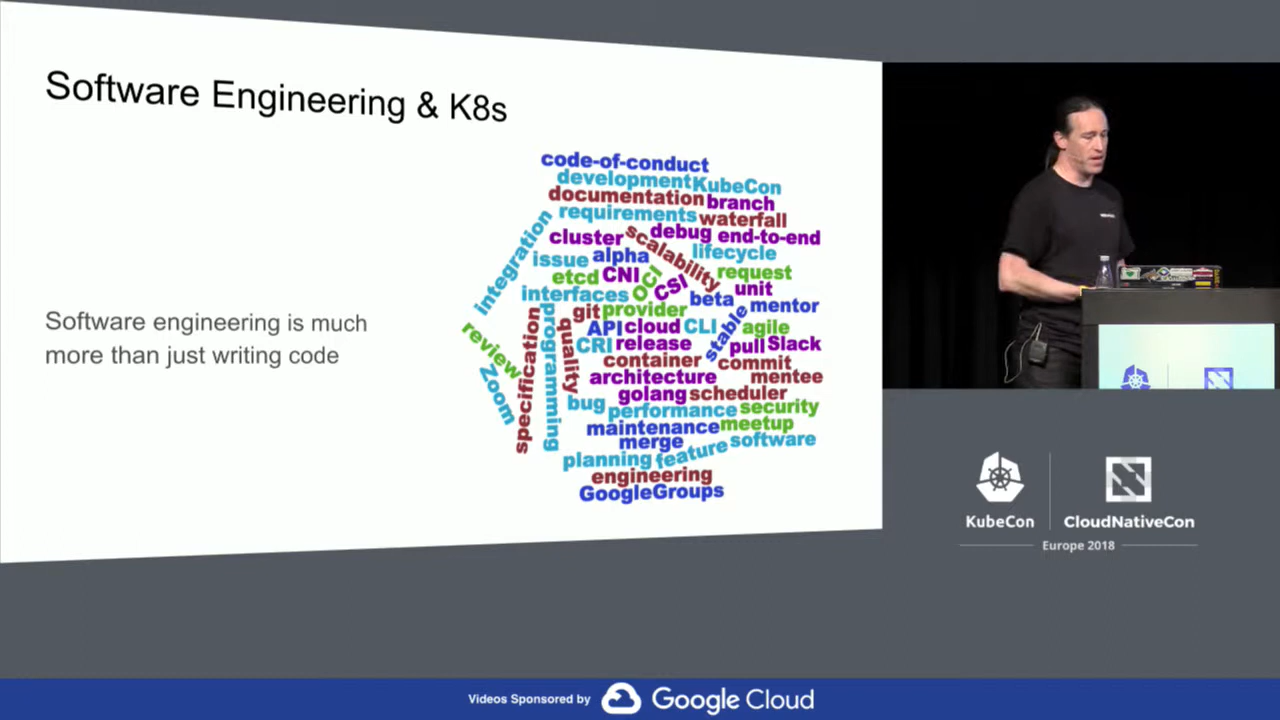 Software Engineering & K8s
Software engineering is much
more than just writing code
code-of-conduct
development KubeCon
documentation branch
requirements waterfall
integration
cluster
scalability
debug end-to-end
issue alpha
lifecycle
etcd CNI
OCI
CSI
request
unit
interfaces
beta mentor
git provider
stable
API cloud CLI
agile
review
specification
programming
quality
CRI release
pull Slack
container commit
architecture
mentee
Zoom
golang scheduler
bug
performance security
maintenance meetup
merge
feature
software
planning
engineering
GoogleGroups
KubeCon
CloudNativeCon
Europe 2018
Videos Sponsored by
Google Cloud